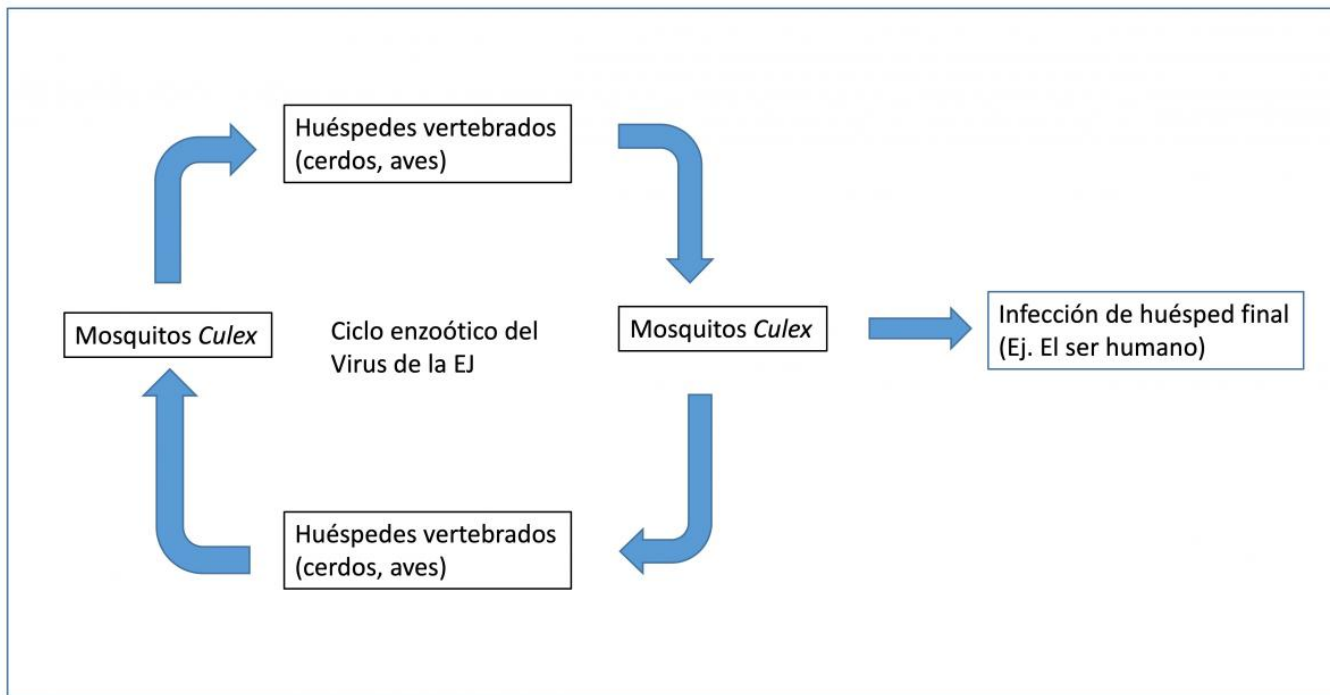 Huéspedes vertebrados
(cerdos, aves)
Mosquitos Culex
Ciclo enzoótico del
Virus de la EJ
Mosquitos Culex
Infección de huésped final
(Ej. El ser humano)
Huéspedes vertebrados
(cerdos, aves)